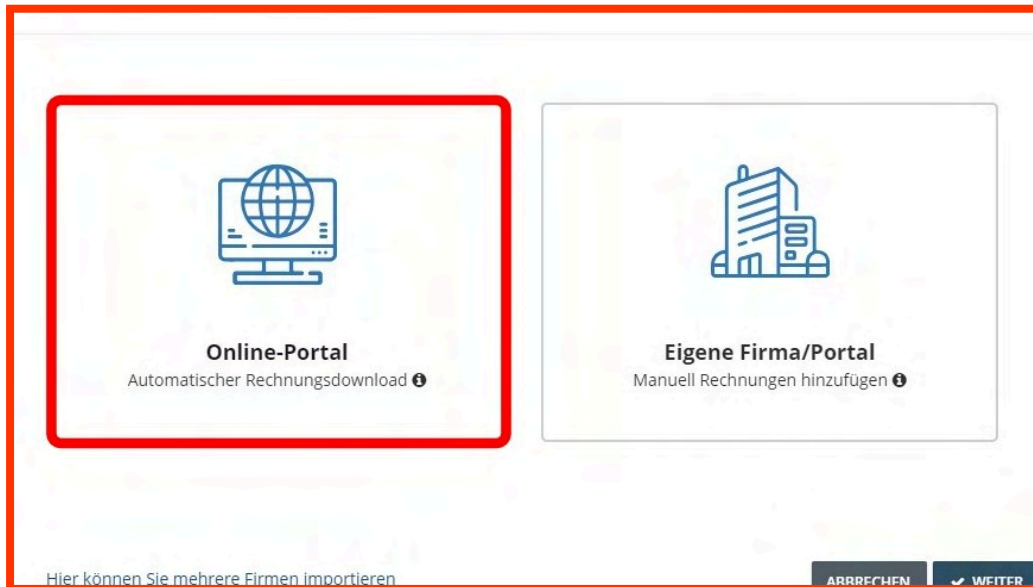 Online-Portal
Automatischer Rechnungsdownload
Eigene Firma/Portal
Manuell Rechnungen hinzufügen
Hier können Sie mehrere Firmen importieren
ABBRECHEN
WEITER